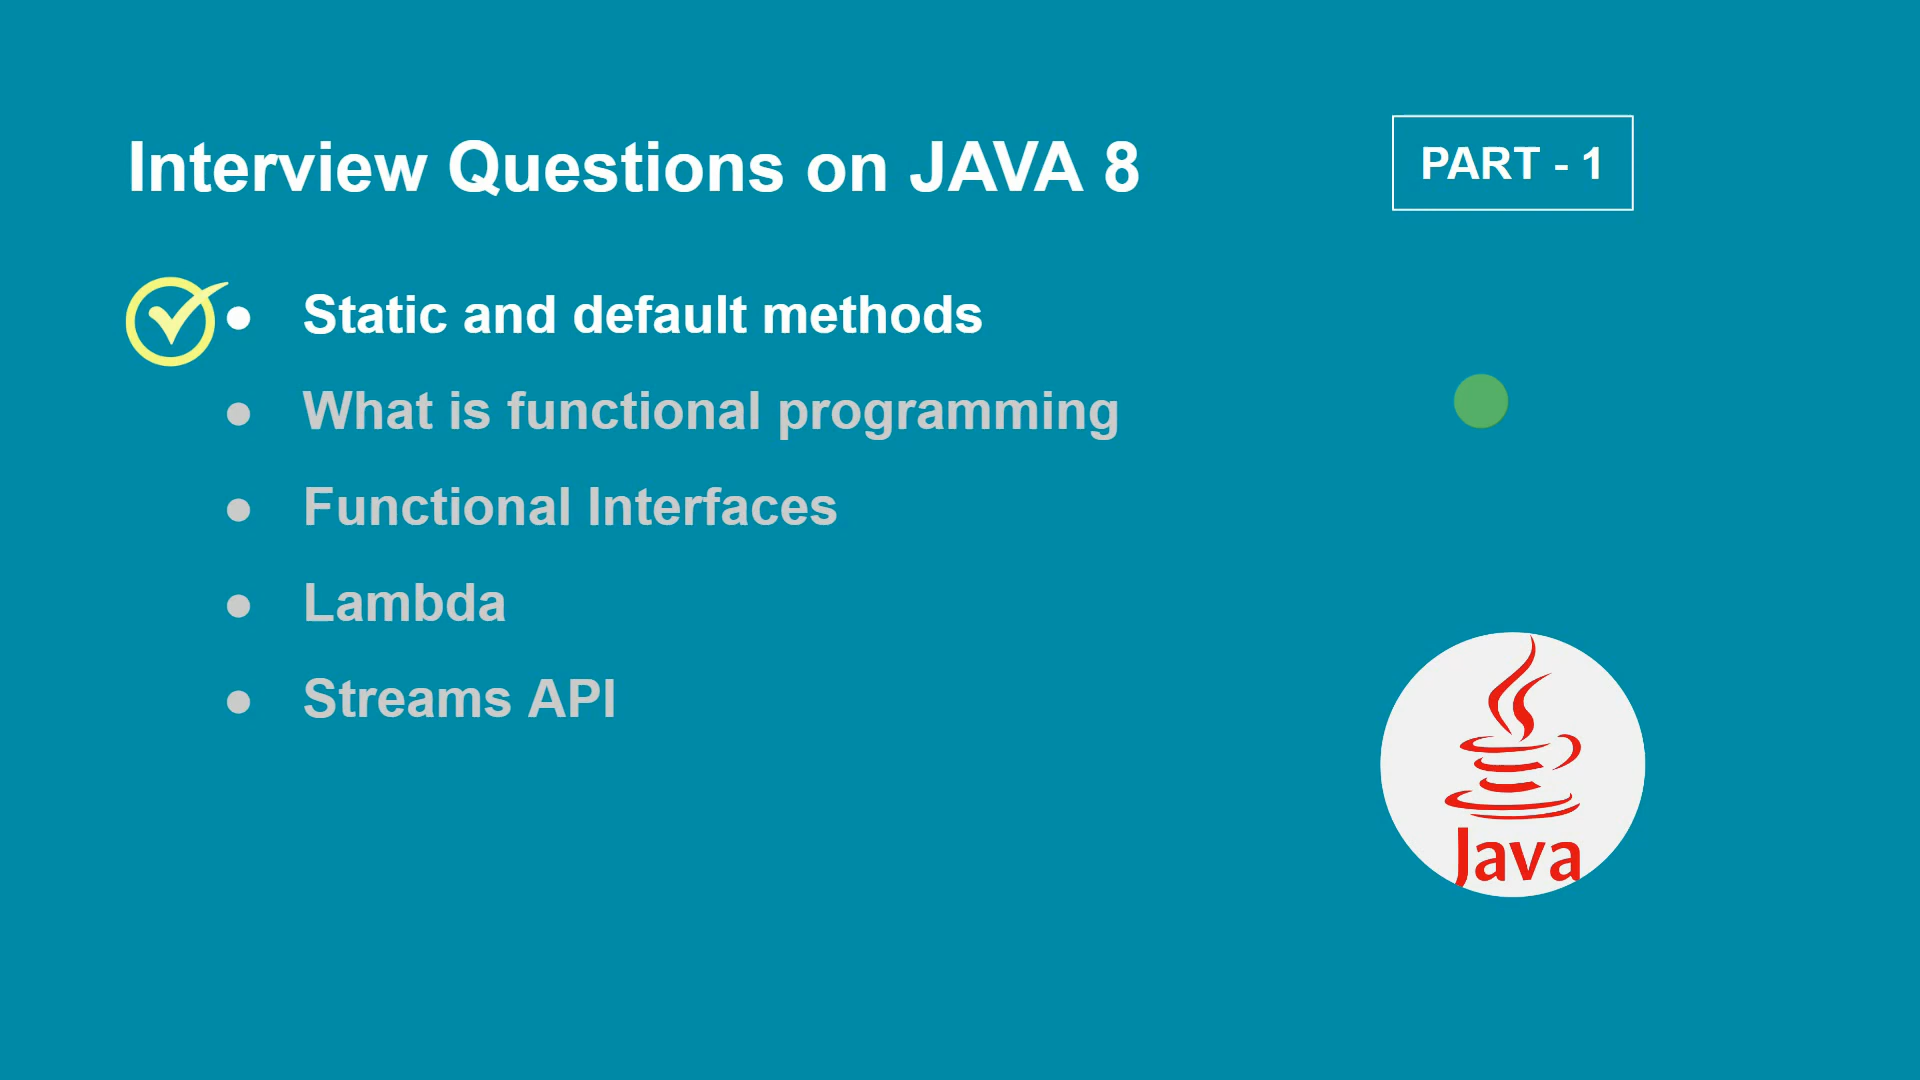 Interview Questions on JAVA 8
PART - 1
● Static and default methods
● What is functional programming
● Functional Interfaces
● Lambda
● Streams API
Java